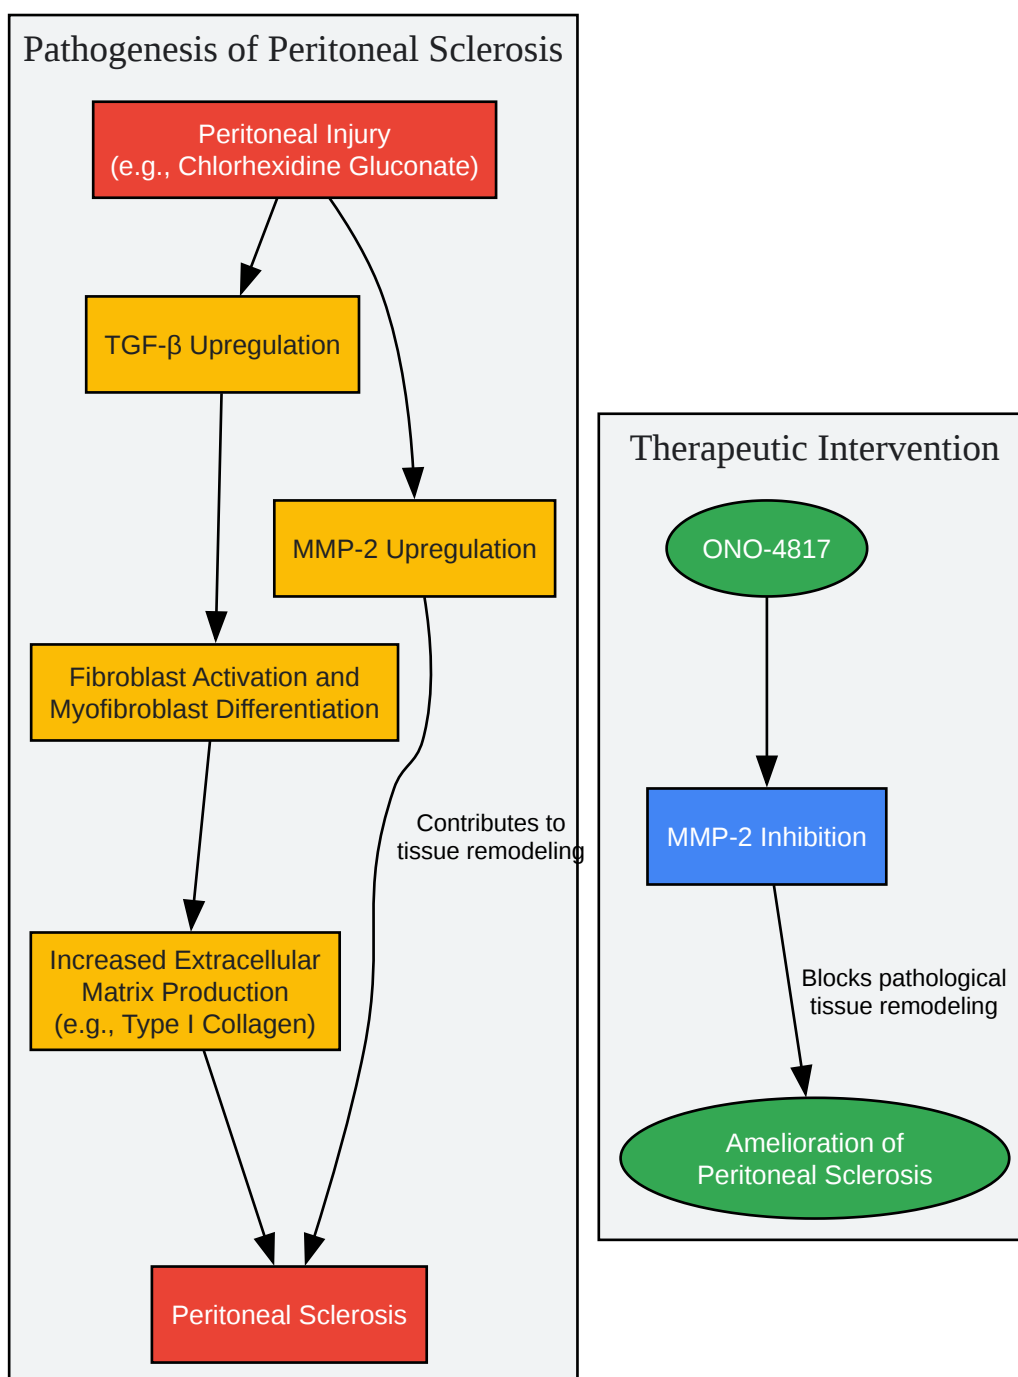 Pathogenesis of Peritoneal Sclerosis
Peritoneal Injury
(e.g., Chlorhexidine Gluconate)
TGF-β Upregulation
MMP-2 Upregulation
Fibroblast Activation and
Myofibroblast Differentiation
Contributes to
tissue remodeling
Increased Extracellular
Matrix Production
(e.g., Type I Collagen)
Peritoneal Sclerosis
Therapeutic Intervention
ONO-4817
MMP-2 Inhibition
Blocks pathological
tissue remodeling
Amelioration of
Peritoneal Sclerosis